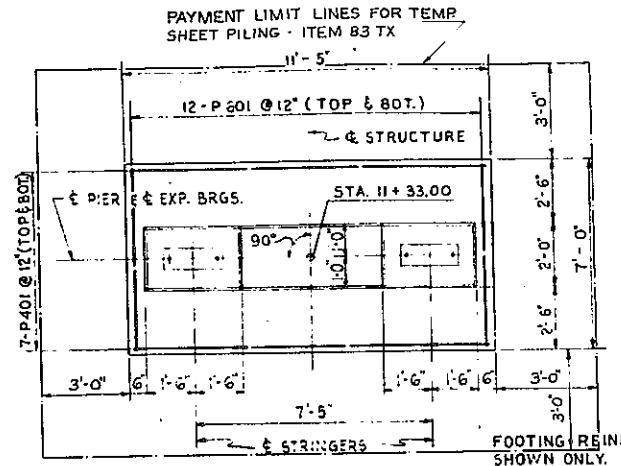 PAYMENT LIMIT LINES FOR TEMP
SHEET PILING - ITEM 83 TX
11'-5"
12-P 601 @ 12" (TOP & BOT.)
℄ STRUCTURE
3'-0"
7-P401 @ 12" (TOP & BOT)
℄ PIER & ℄ EXP. BRGS.
STA. 11+33.00
90°
1'-0"
1'-0"
2'-6"
2'-0"
2'-6"
7'-0"
3'-0"
6"
1'-6"
1'-6"
1'-6"
1'-6"
6"
3'-0"
3'-0"
7'-5"
℄ STRINGERS
FOOTING REIN
SHOWN ONLY.